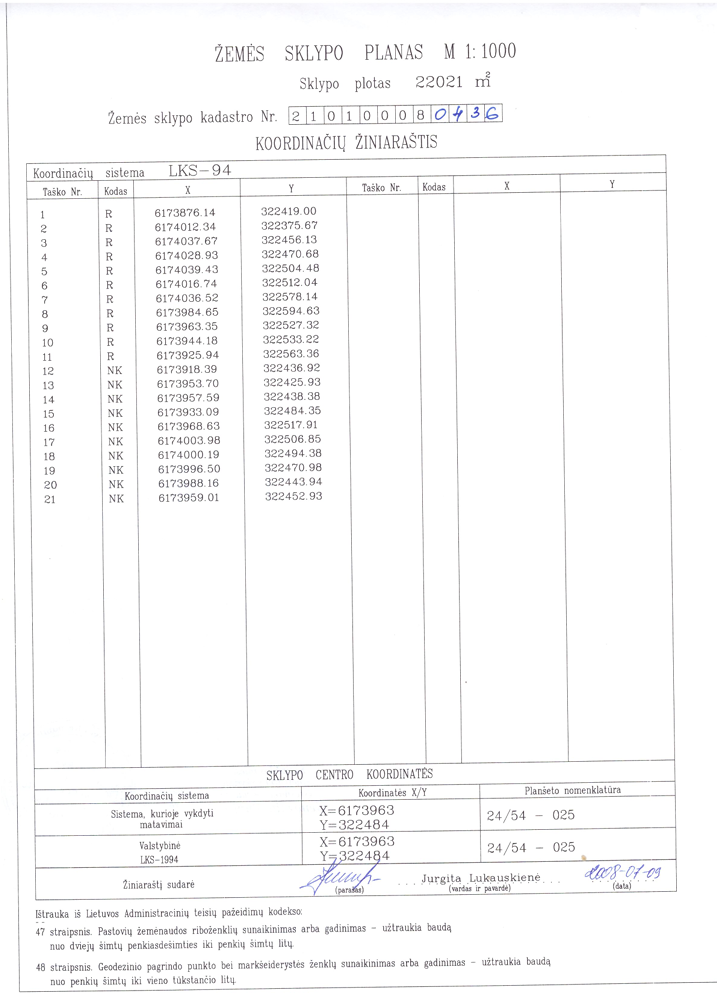 ŽEMĖS SKLYPO PLANAS M 1:1000
Sklypo plotas 22021 m²
Žemės sklypo kadastro Nr. 2 1 0 1 0 0 0 8 0 4 3 6
KOORDINAČIŲ ŽINIARAŠTIS
Koordinačių sistema LKS-94
Taško Nr. Kodas X Y Taško Nr. Kodas X Y
1 R 6173876.14 322419.00
2 R 6174012.34 322375.67
3 R 6174037.67 322456.13
4 R 6174028.93 322470.68
5 R 6174039.43 322504.48
6 R 6174016.74 322512.04
7 R 6174036.52 322578.14
8 R 6173984.65 322594.63
9 R 6173963.35 322527.32
10 R 6173944.18 322533.22
11 R 6173925.94 322563.36
12 NK 6173918.39 322436.92
13 NK 6173953.70 322425.93
14 NK 6173957.59 322438.38
15 NK 6173933.09 322484.35
16 NK 6173968.63 322517.91
17 NK 6174003.98 322506.85
18 NK 6174000.19 322494.38
19 NK 6173996.50 322470.98
20 NK 6173988.16 322443.94
21 NK 6173959.01 322452.93
SKLYPO CENTRO KOORDINATĖS
Koordinačių sistema Koordinatės X/Y Planšeto nomenklatūra
Sistema, kurioje vykdyti matavimai X=6173963 Y=322484 24/54 - 025
Valstybinė LKS-1994 X=6173963 Y=322484 24/54 - 025
Žiniaraštį sudarė Jurgita Lukauskienė 2008-07-09
(parašas) (vardas ir pavardė) (data)
Ištrauka iš Lietuvos Administracinių teisių pažeidimų kodekso:
47 straipsnis. Pastovių žemėnaudos riboženklių sunaikinimas arba gadinimas - užtraukia baudą
nuo dviejų šimtų penkiasdešimties iki penkių šimtų litų.
48 straipsnis. Geodezinio pagrindo punkto bei markšeiderystės ženklų sunaikinimas arba gadinimas - užtraukia baudą
nuo penkių šimtų iki vieno tūkstančio litų.